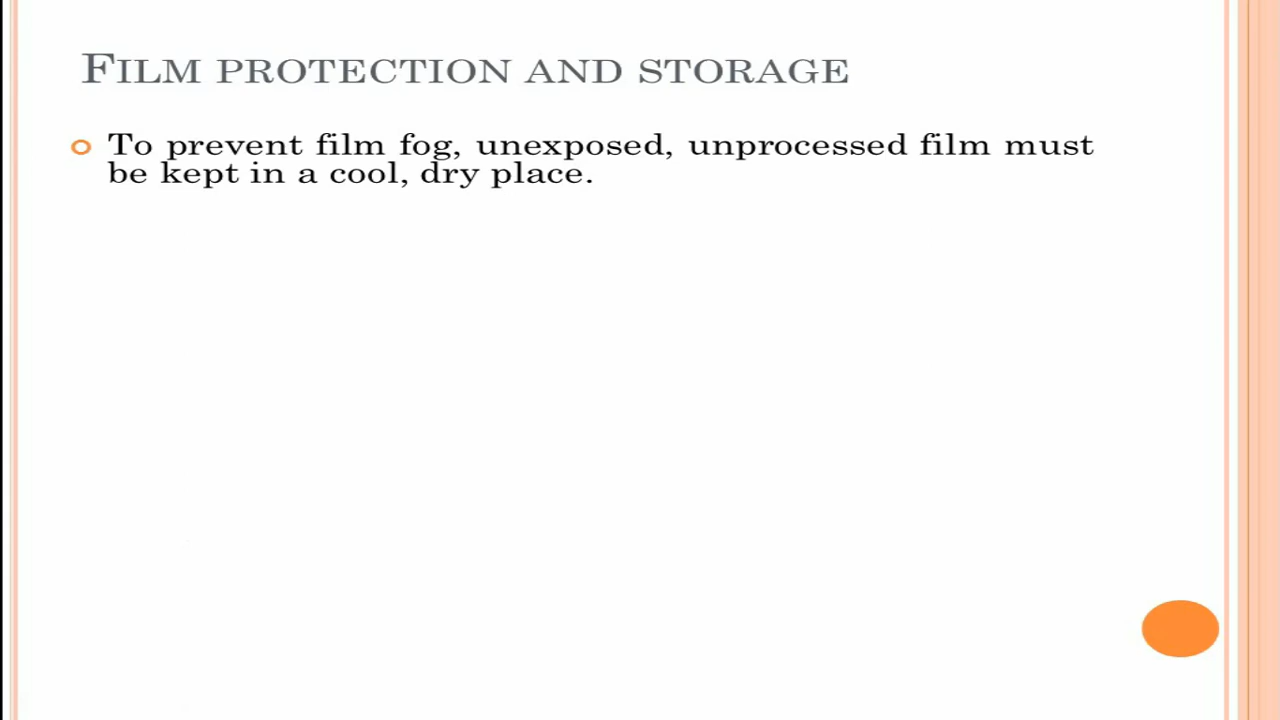 FILM PROTECTION AND STORAGE
To prevent film fog, unexposed, unprocessed film must
be kept in a cool, dry place.